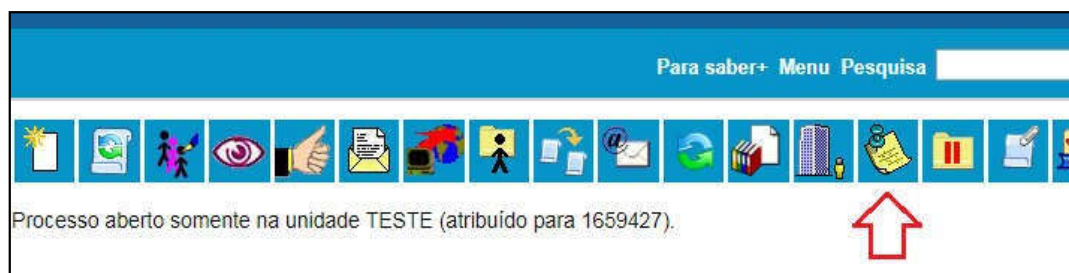 Para saber+ Menu Pesquisa
Processo aberto somente na unidade TESTE (atribuído para 1659427).